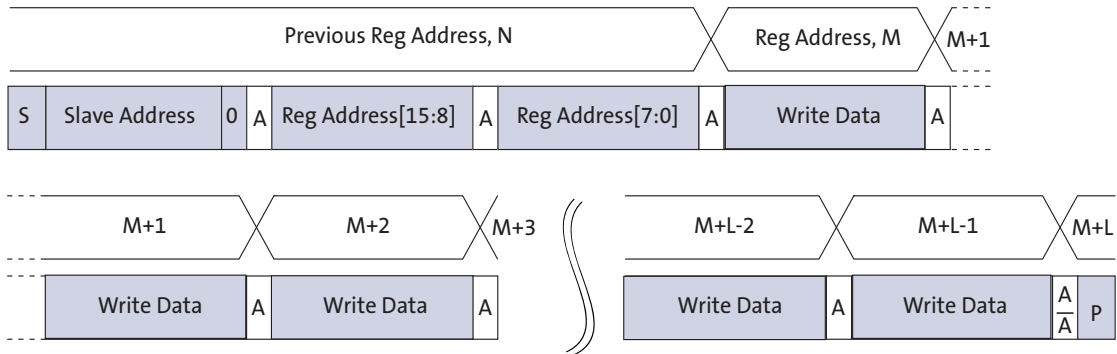 Previous Reg Address, N Reg Address, M M+1
S Slave Address 0 A Reg Address[15:8] A Reg Address[7:0] A Write Data A
M+1 M+2 M+3 M+L-2 M+L-1 M+L
Write Data A Write Data A Write Data A Write Data A
A P